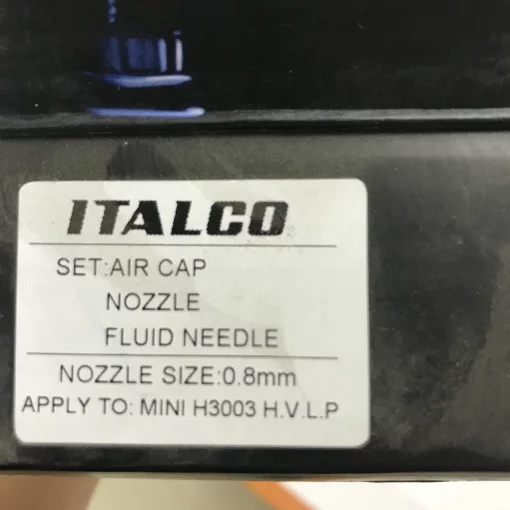 ITALCO
SET:AIR CAP
NOZZLE
FLUID NEEDLE
NOZZLE SIZE:0.8mm
APPLY TO: MINI H3003 H.V.L.P